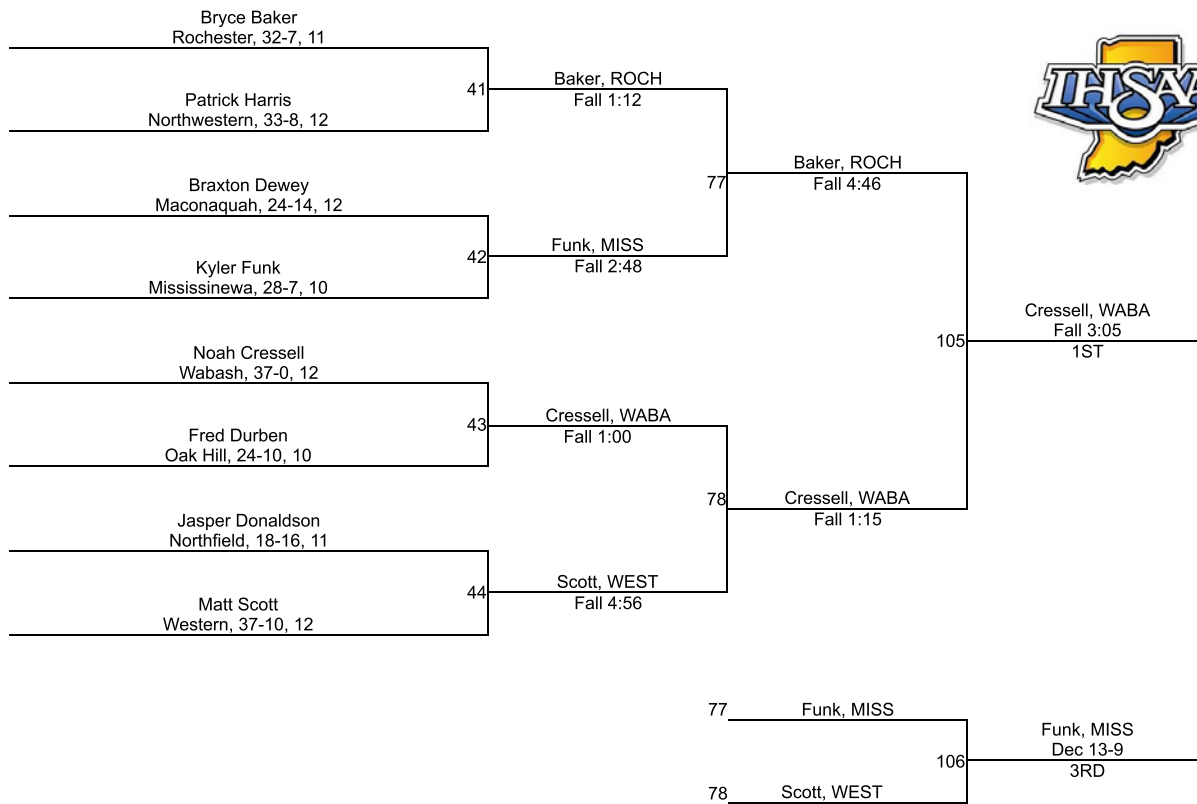 Bryce Baker
Rochester, 32-7, 11
41
Baker, ROCH
Fall 1:12
Patrick Harris
Northwestern, 33-8, 12
77
Baker, ROCH
Fall 4:46
Braxton Dewey
Maconaquah, 24-14, 12
42
Funk, MISS
Fall 2:48
Kyler Funk
Mississinewa, 28-7, 10
105
Cressell, WABA
Fall 3:05
1ST
Noah Cressell
Wabash, 37-0, 12
43
Cressell, WABA
Fall 1:00
Fred Durben
Oak Hill, 24-10, 10
78
Cressell, WABA
Fall 1:15
Jasper Donaldson
Northfield, 18-16, 11
44
Scott, WEST
Fall 4:56
Matt Scott
Western, 37-10, 12
77
Funk, MISS
106
Funk, MISS
Dec 13-9
3RD
78
Scott, WEST
IHSAA